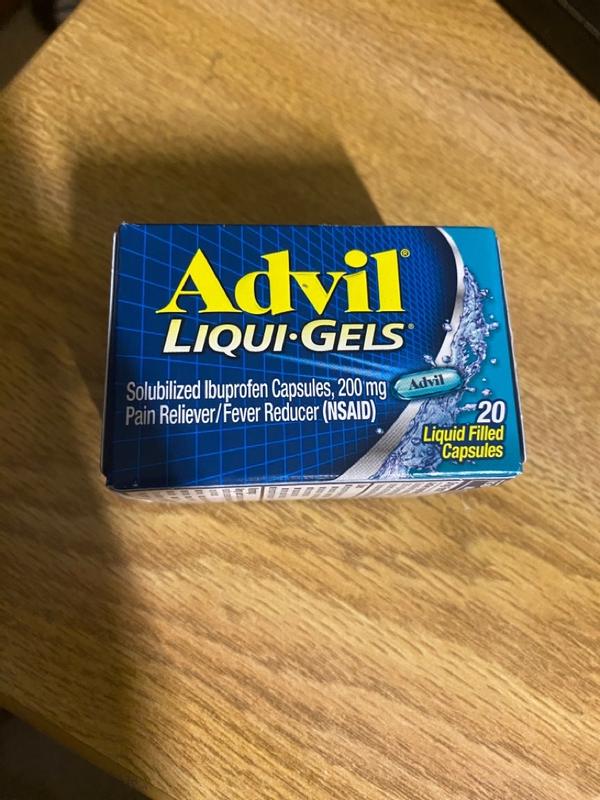 Advil®
LIQUI·GELS®
Solubilized Ibuprofen Capsules, 200 mg
Pain Reliever/Fever Reducer (NSAID)
Advil
20
Liquid Filled
Capsules